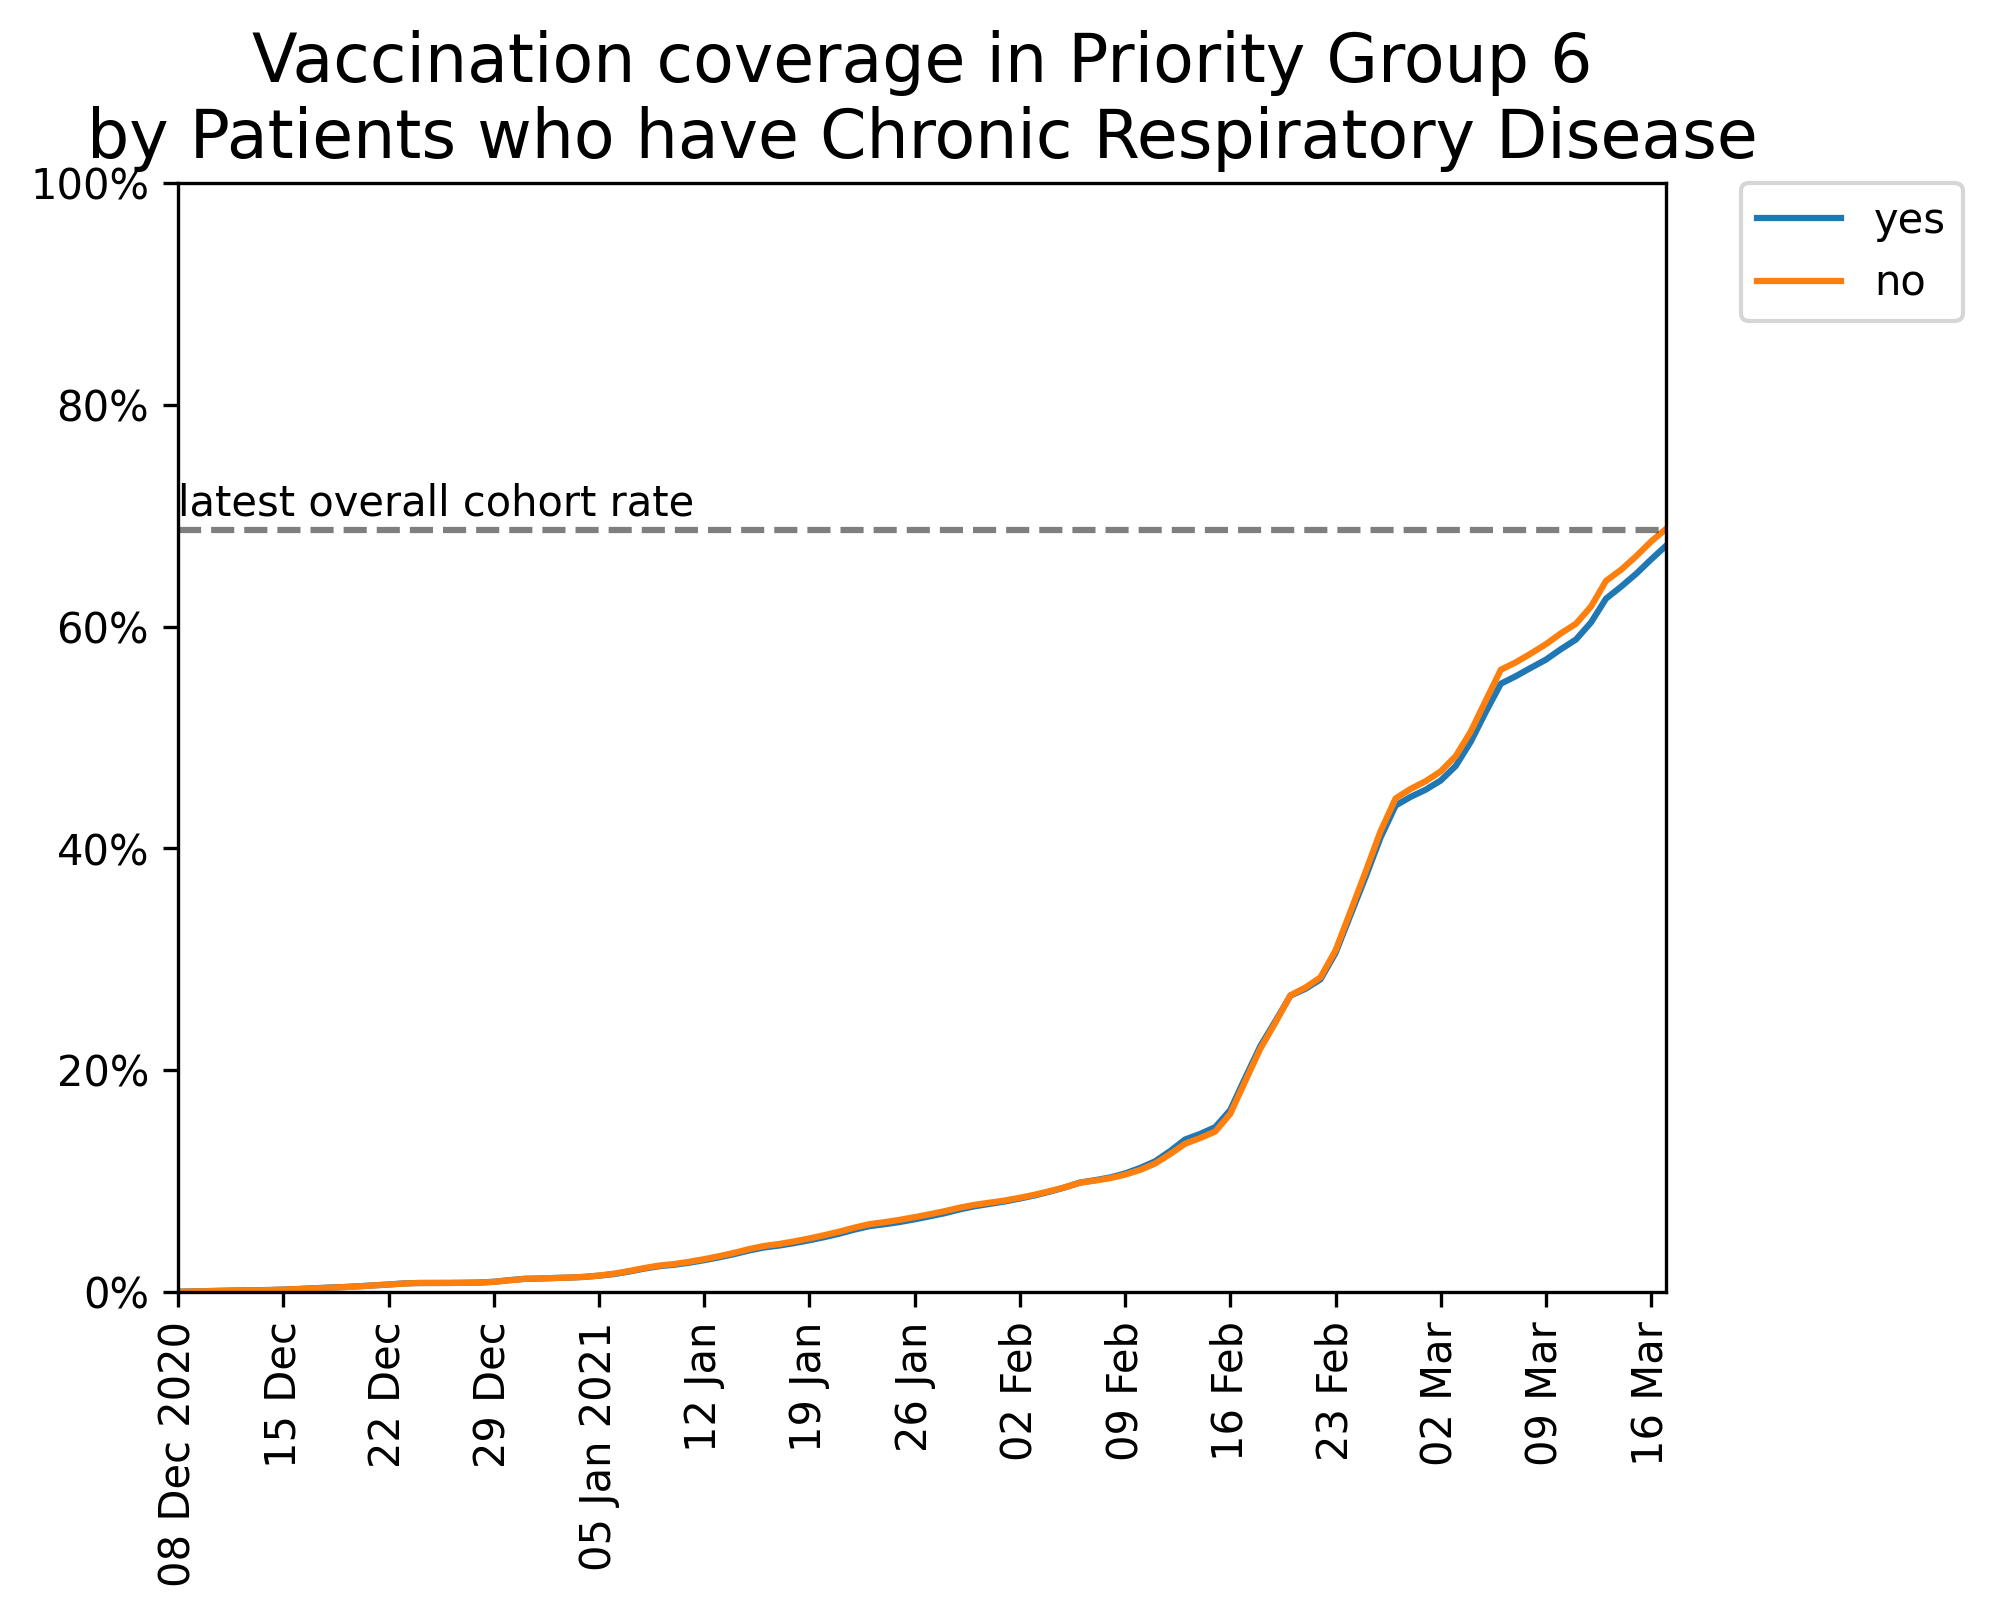 Vaccination coverage in Priority Group 6
by Patients who have Chronic Respiratory Disease
100%
80%
60%
40%
20%
0%
latest overall cohort rate
yes
no
08 Dec 2020
15 Dec
22 Dec
29 Dec
05 Jan 2021
12 Jan
19 Jan
26 Jan
02 Feb
09 Feb
16 Feb
23 Feb
02 Mar
09 Mar
16 Mar